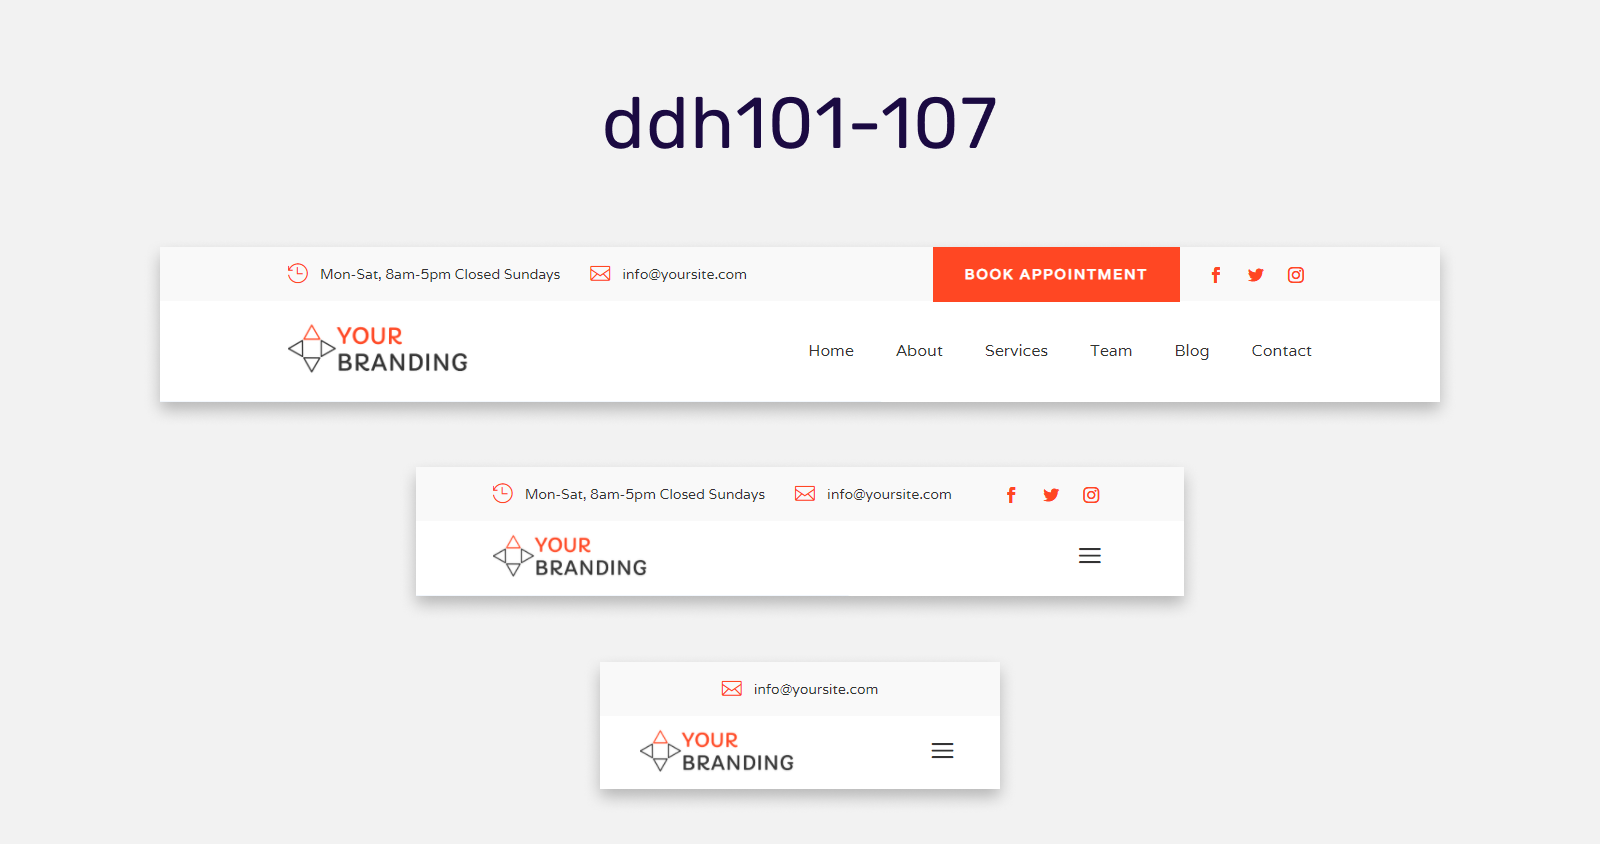 ddh101-107
Mon-Sat, 8am-5pm Closed Sundays info@yoursite.com BOOK APPOINTMENT
YOUR
BRANDING
Home About Services Team Blog Contact
Mon-Sat, 8am-5pm Closed Sundays info@yoursite.com
YOUR
BRANDING
info@yoursite.com
YOUR
BRANDING